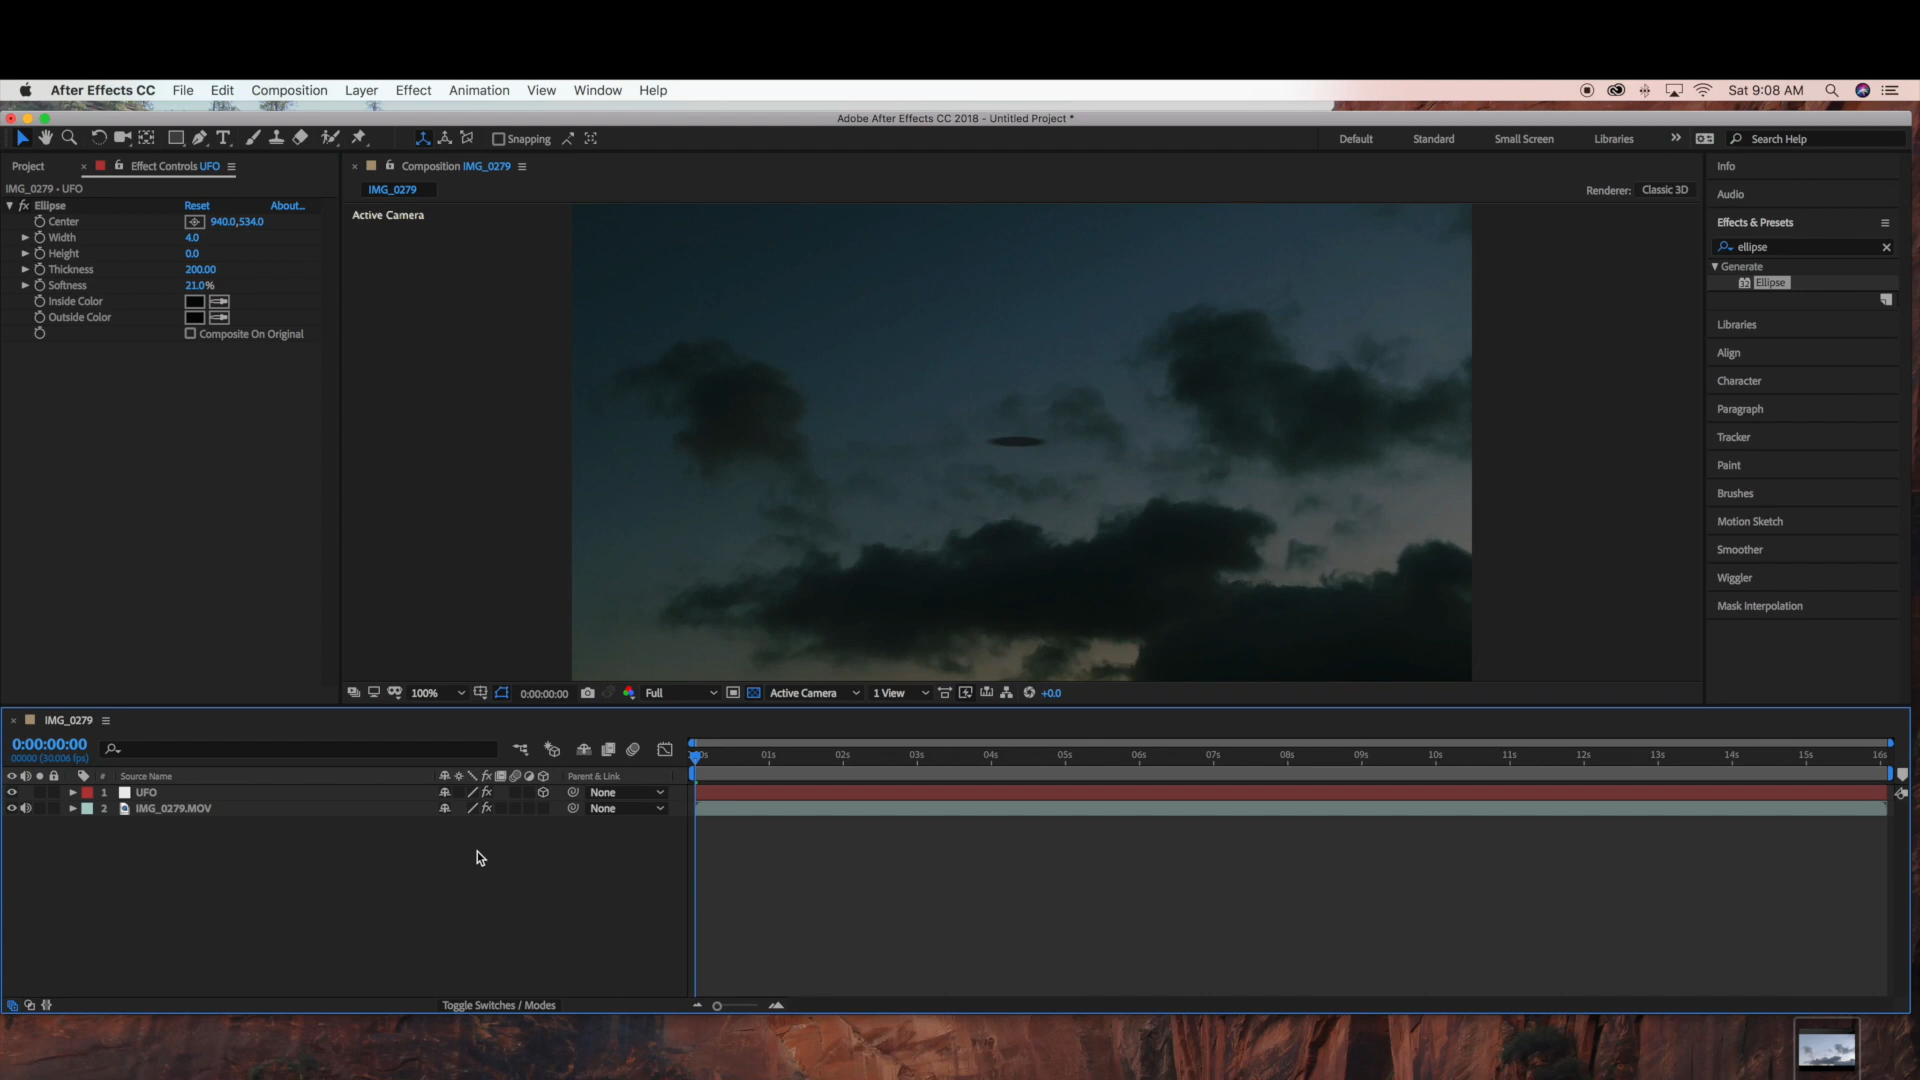 After Effects CC File Edit Composition Layer Effect Animation View Window Help Sat 9:08 AM
Adobe After Effects CC 2018 - Untitled Project *
Snapping Default Standard Small Screen Libraries Search Help
Project Effect Controls UFO
IMG_0279 • UFO
fx Ellipse Reset About...
Center 940.0,534.0
Width 4.0
Height 0.0
Thickness 200.00
Softness 21.0%
Inside Color
Outside Color
Composite On Original
Composition IMG_0279
IMG_0279 Renderer: Classic 3D
Active Camera
100% 0:00:00:00 Full Active Camera 1 View +0.0
Info
Audio
Effects & Presets
ellipse
Generate
32 Ellipse
Libraries
Align
Character
Paragraph
Tracker
Paint
Brushes
Motion Sketch
Smoother
Wiggler
Mask Interpolation
IMG_0279
0:00:00:00
00000 (30.006 fps)
01s 02s 03s 04s 05s 06s 07s 08s 09s 10s 11s 12s 13s 14s 15s 16s
# Source Name fx Parent & Link
1 UFO fx None
2 IMG_0279.MOV fx None
Toggle Switches / Modes